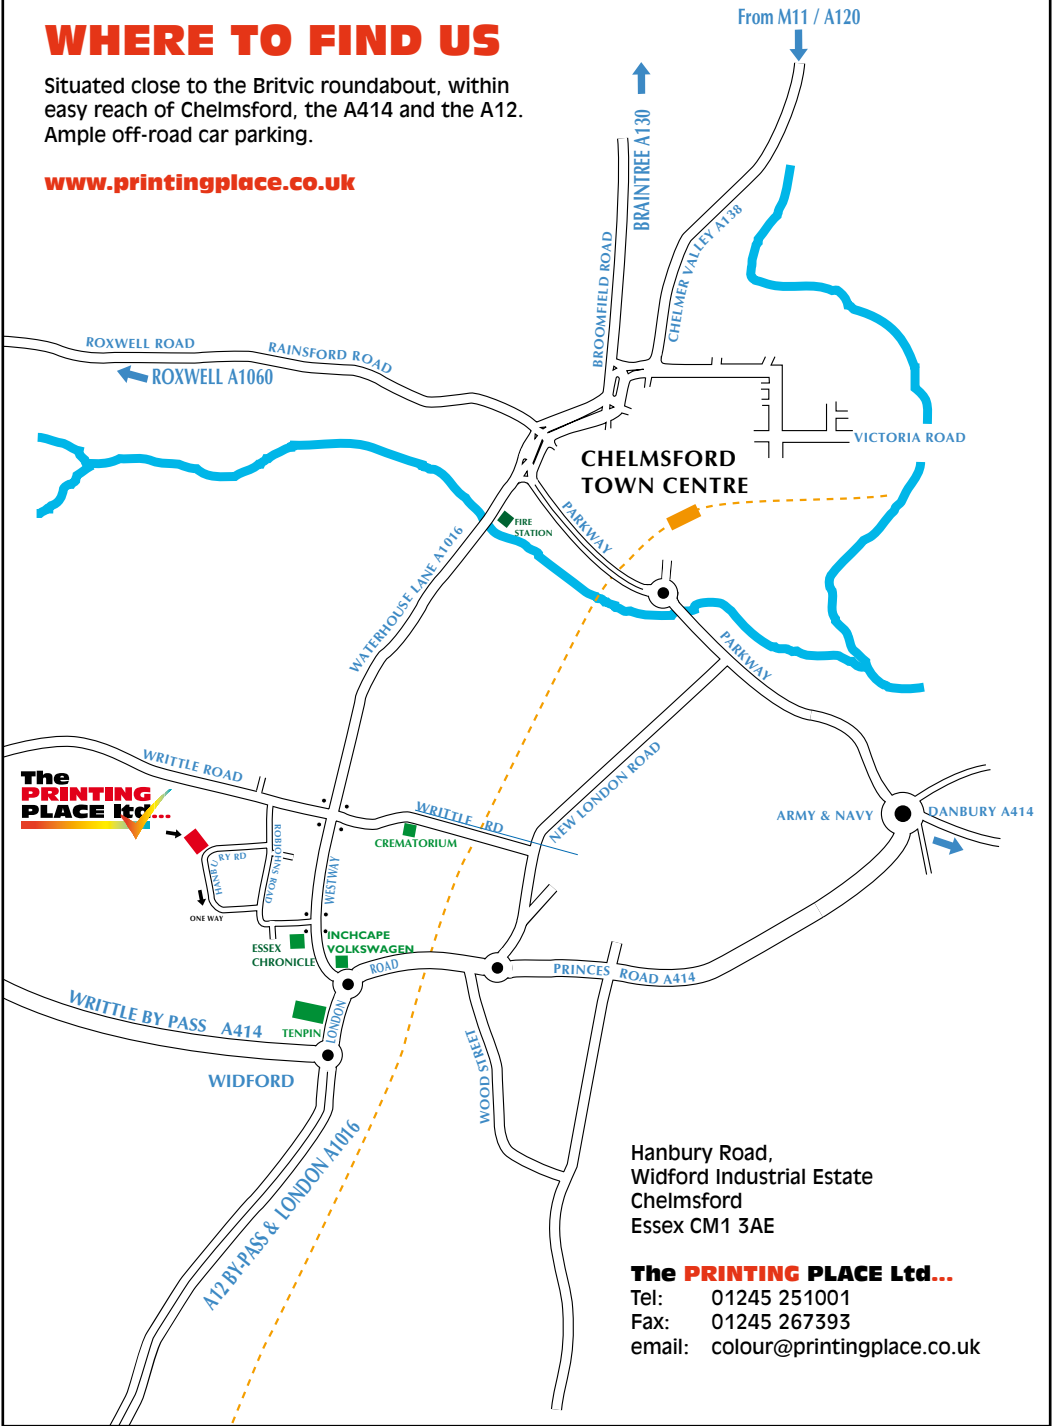 WHERE TO FIND US
Situated close to the Britvic roundabout, within
easy reach of Chelmsford, the A414 and the A12.
Ample off-road car parking.
www.printingplace.co.uk
From M11 / A120
BRAINTREE A130
BROOMFIELD ROAD
CHELMER VALLEY A138
ROXWELL ROAD
RAINSFORD ROAD
ROXWELL A1060
VICTORIA ROAD
CHELMSFORD
TOWN CENTRE
FIRE
STATION
PARKWAY
WATERHOUSE LANE A1016
PARKWAY
WRITTLE ROAD
The
PRINTING
PLACE ltd...
WRITTLE RD
CREMATORIUM
NEW LONDON ROAD
ARMY & NAVY
DANBURY A414
ROBJOHNS ROAD
HANBURY RD
WESTWAY
ONE WAY
ESSEX
CHRONICLE
INCHCAPE
VOLKSWAGEN
LONDON ROAD
PRINCES ROAD A414
WRITTLE BY PASS A414
TENPIN
WIDFORD
WOOD STREET
A12 BY-PASS & LONDON A1016
Hanbury Road,
Widford Industrial Estate
Chelmsford
Essex CM1 3AE
The PRINTING PLACE Ltd...
Tel: 01245 251001
Fax: 01245 267393
email: colour@printingplace.co.uk